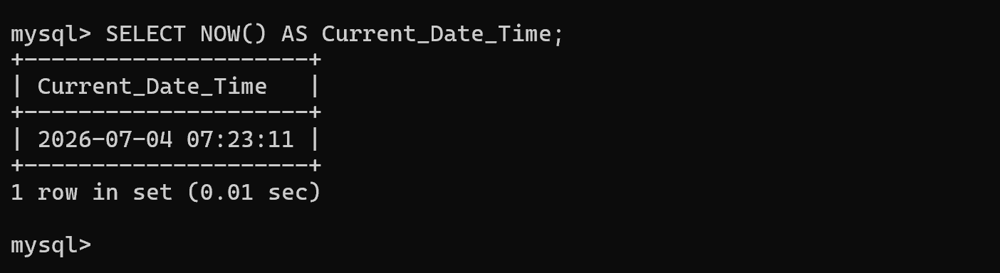 mysql> SELECT NOW() AS Current_Date_Time;
+---------------------+
| Current_Date_Time   |
+---------------------+
| 2026-07-04 07:23:11 |
+---------------------+
1 row in set (0.01 sec)
mysql>